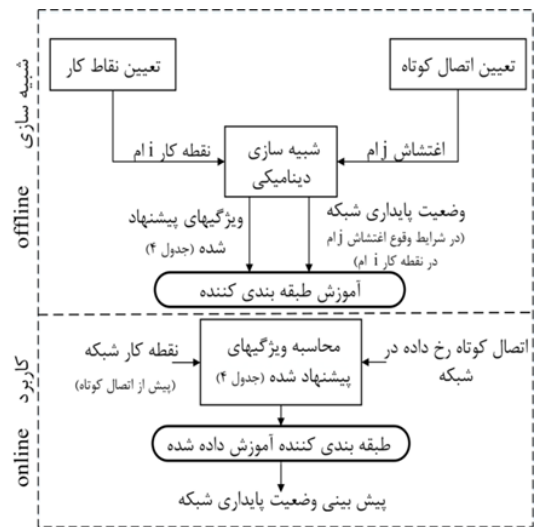 شبیه سازی
offline
تعیین اتصال کوتاه
تعیین نقاط کار
اغتشاش j ام
نقطه کار i ام
شبیه سازی
دینامیکی
وضعیت پایداری شبکه
(در شرایط وقوع اغتشاش j ام
در نقطه کار i ام)
ویژگیهای پیشنهاد
شده (جدول ۴)
آموزش طبقه بندی کننده
کاربرد
online
اتصال کوتاه رخ داده در
شبکه
محاسبه ویژگیهای
پیشنهاد شده (جدول ۴)
نقطه کار شبکه
(پیش از اتصال کوتاه)
طبقه بندی کننده آموزش داده شده
پیش بینی وضعیت پایداری شبکه